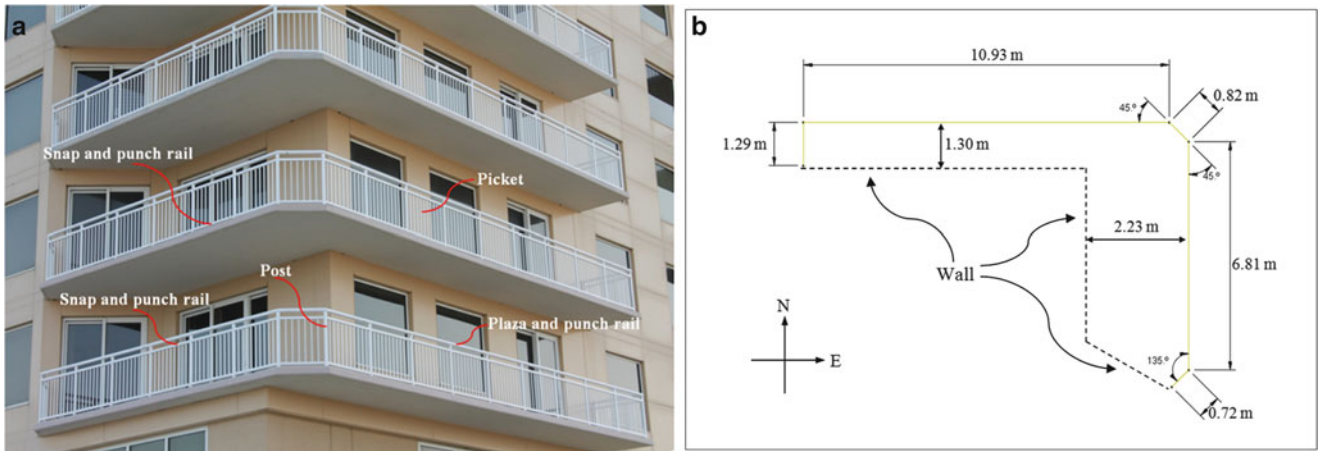 a
Snap and punch rail
Picket
Post
Snap and punch rail
Plaza and punch rail
b
10.93 m
0.82 m
45°
1.29 m
1.30 m
45°
2.23 m
6.81 m
Wall
N
E
135°
0.72 m